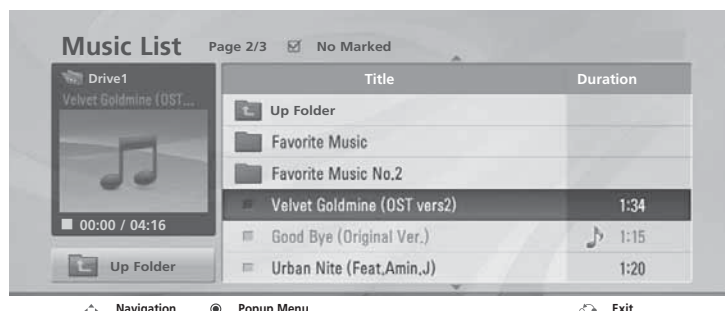 Music List Page 2/3 No Marked
Drive1
Velvet Goldmine (OST...
00:00 / 04:16
Up Folder
Title Duration
Up Folder
Favorite Music
Favorite Music No.2
Velvet Goldmine (OST vers2) 1:34
Good Bye (Original Ver.) 1:15
Urban Nite (Feat,Amin,J) 1:20
Navigation Popup Menu Exit